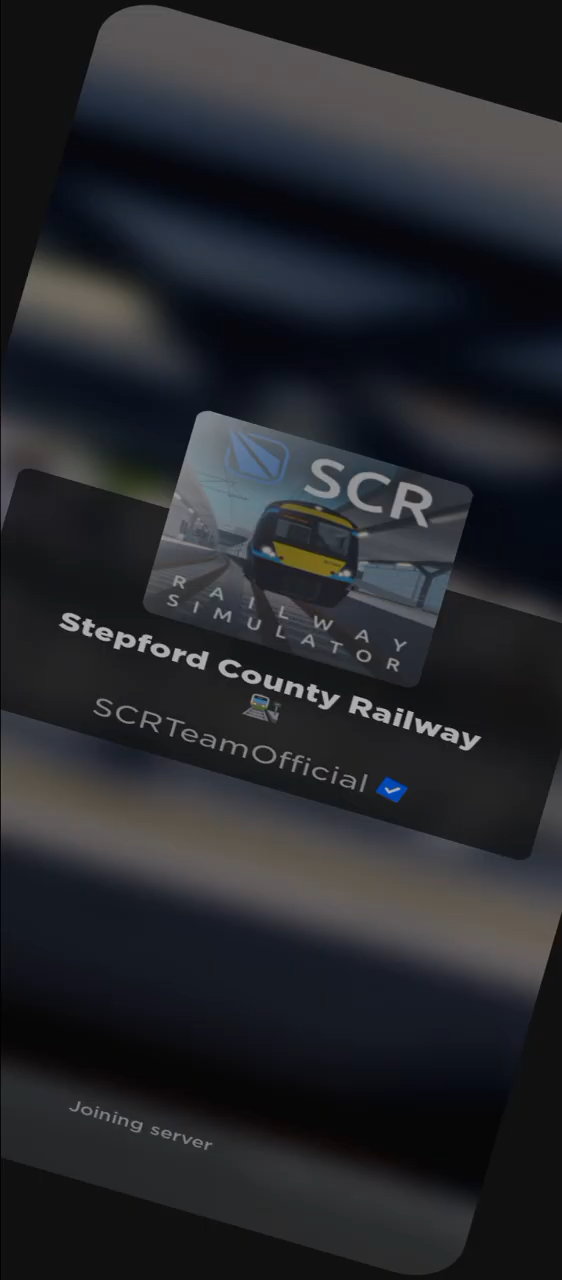 SCR
RAILWAY
SIMULATOR
Stepford County Railway
🚉
SCRTeamOfficial
Joining server